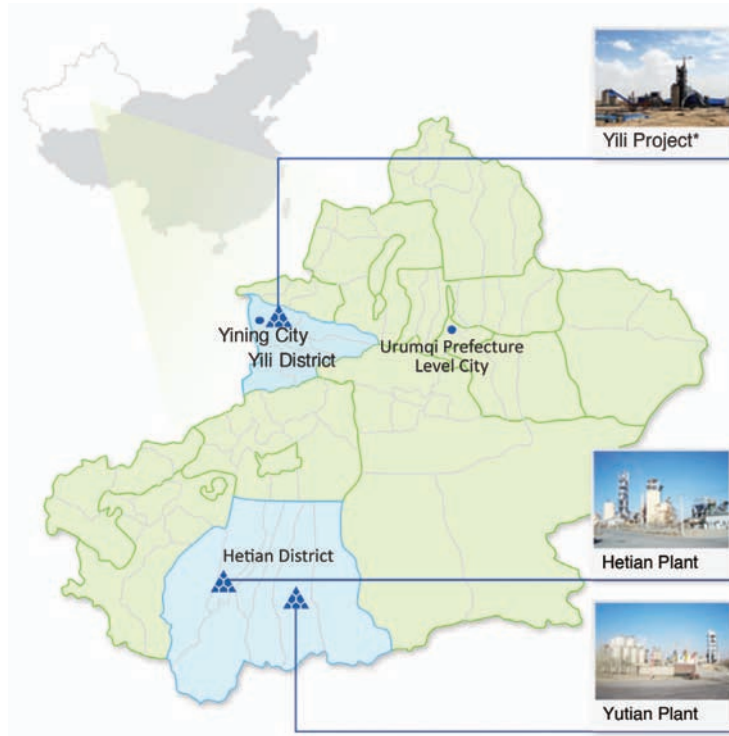 Yili Project*
Yining City
Yili District
Urumqi Prefecture
Level City
Hetian District
Hetian Plant
Yutian Plant